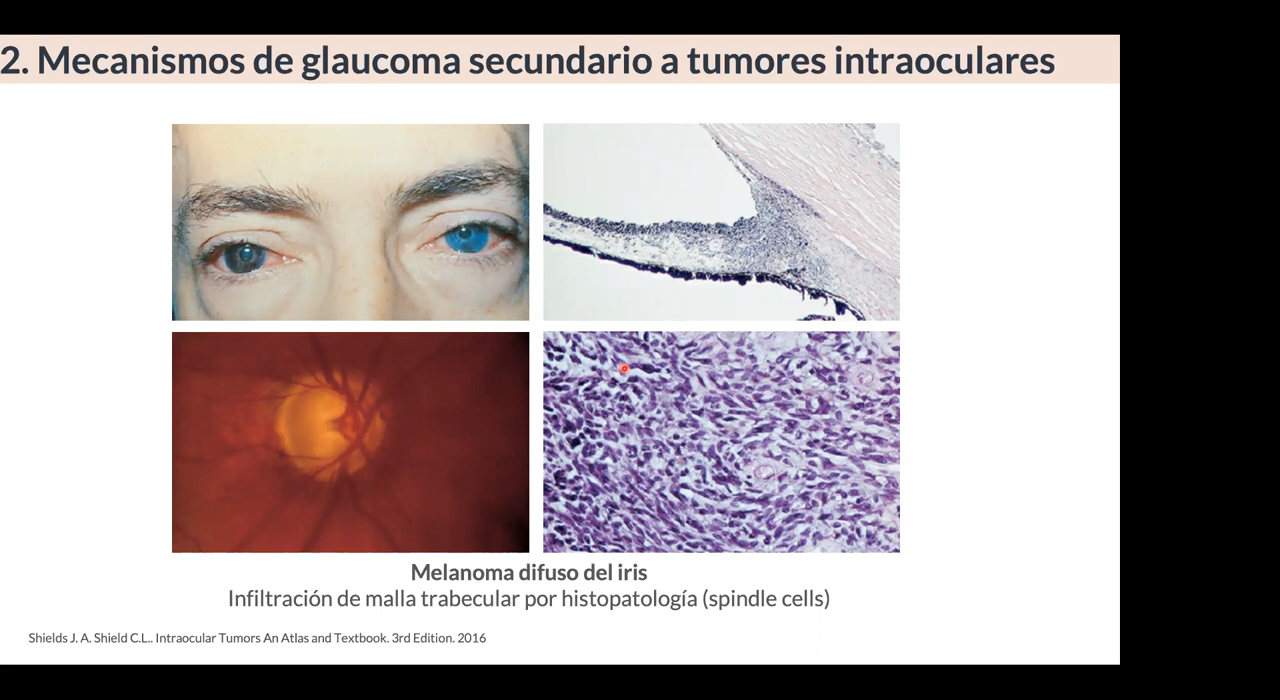 2. Mecanismos de glaucoma secundario a tumores intraoculares
Melanoma difuso del iris
Infiltración de malla trabecular por histopatología (spindle cells)
Shields J. A. Shield C.L.. Intraocular Tumors An Atlas and Textbook. 3rd Edition. 2016